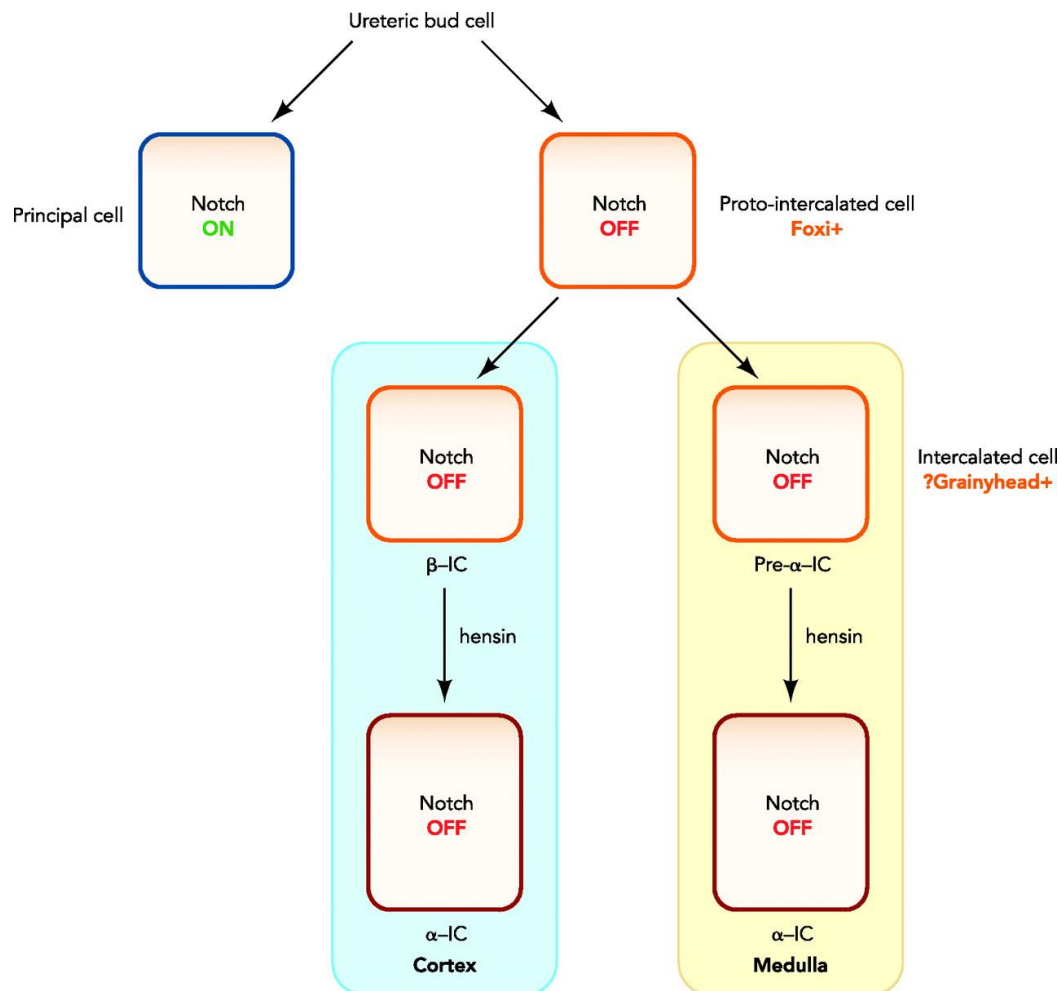 Ureteric bud cell
Principal cell
Notch
ON
Notch
OFF
Proto-intercalated cell
Foxi+
Notch
OFF
β–IC
hensin
Notch
OFF
α–IC
Cortex
Notch
OFF
Pre-α–IC
hensin
Notch
OFF
α–IC
Medulla
Intercalated cell
?Grainyhead+